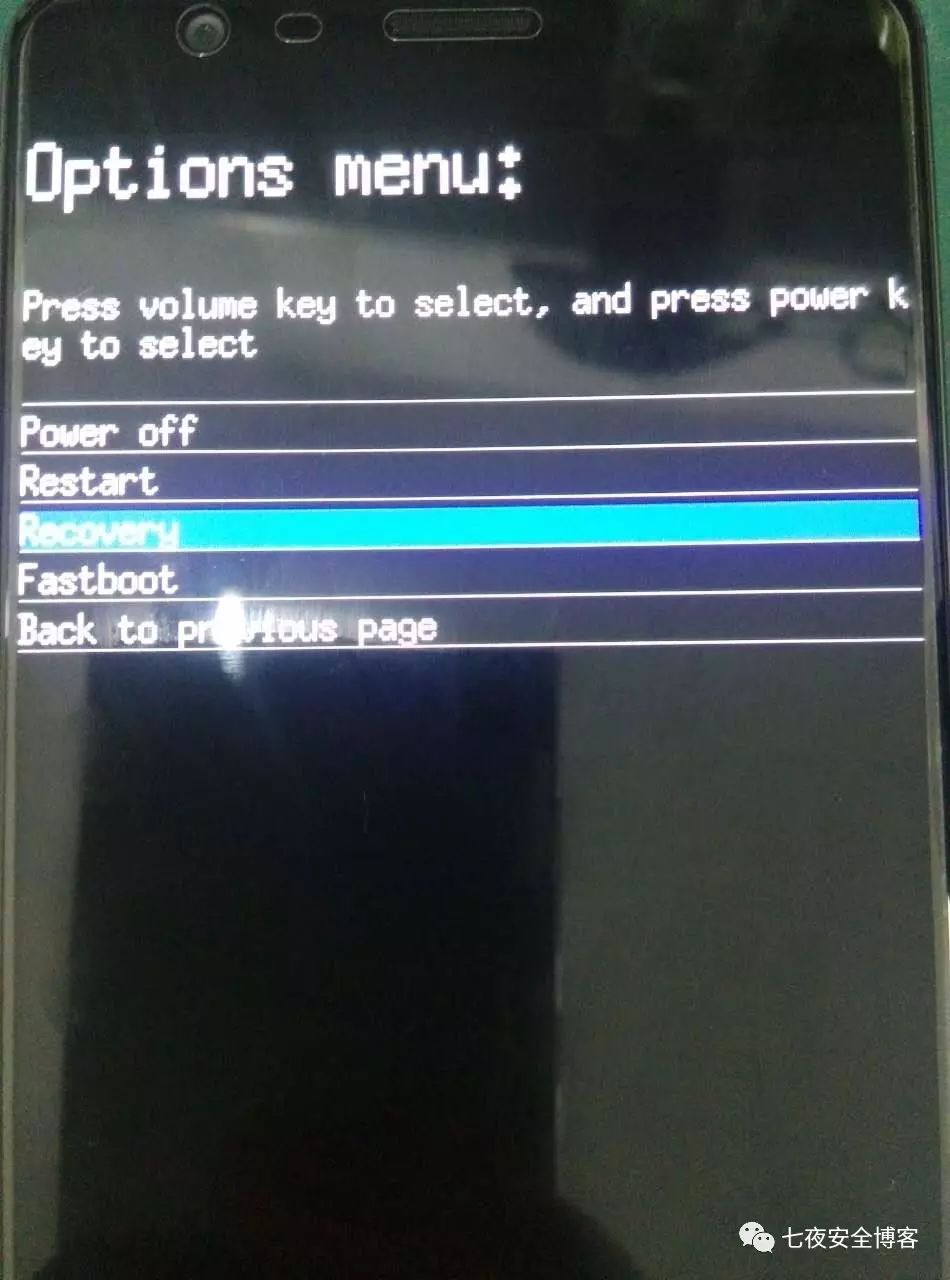 Options menu:
Press volume key to select, and press power k
ey to select
Power off
Restart
Recovery
Fastboot
Back to previous page
七夜安全博客